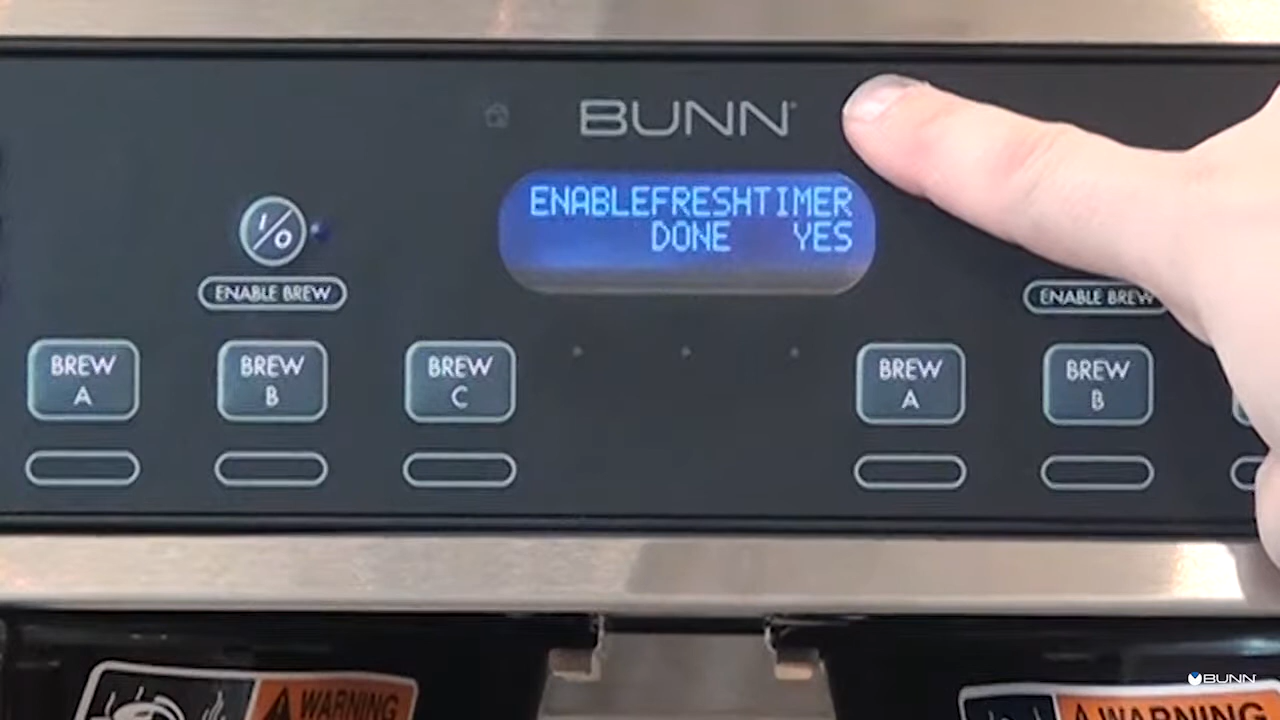 BUNN
ENABLEFRESHTIMER
DONE YES
I/O
ENABLE BREW
ENABLE BREW
BREW A
BREW B
BREW C
BREW A
BREW B
WARNING
WARNING
BUNN